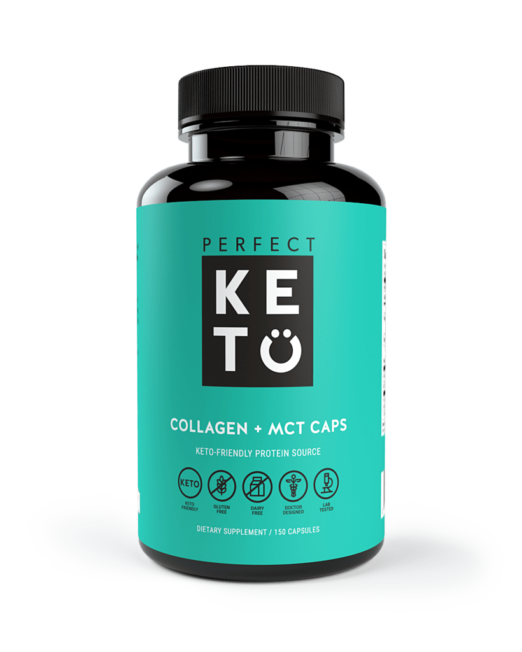 PERFECT
KE
TÖ
COLLAGEN + MCT CAPS
KETO-FRIENDLY PROTEIN SOURCE
KETO
KETO FRIENDLY
GLUTEN FREE
DAIRY FREE
DOCTOR DESIGNED
LAB TESTED
DIETARY SUPPLEMENT / 150 CAPSULES